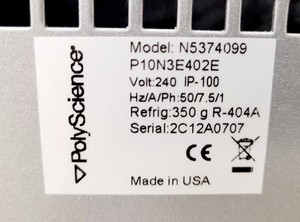 PolyScience®
Model: N5374099
P10N3E402E
Volt:240 IP-100
Hz/A/Ph:50/7.5/1
Refrig:350 g R-404A
Serial:2C12A0707
CE
Made in USA